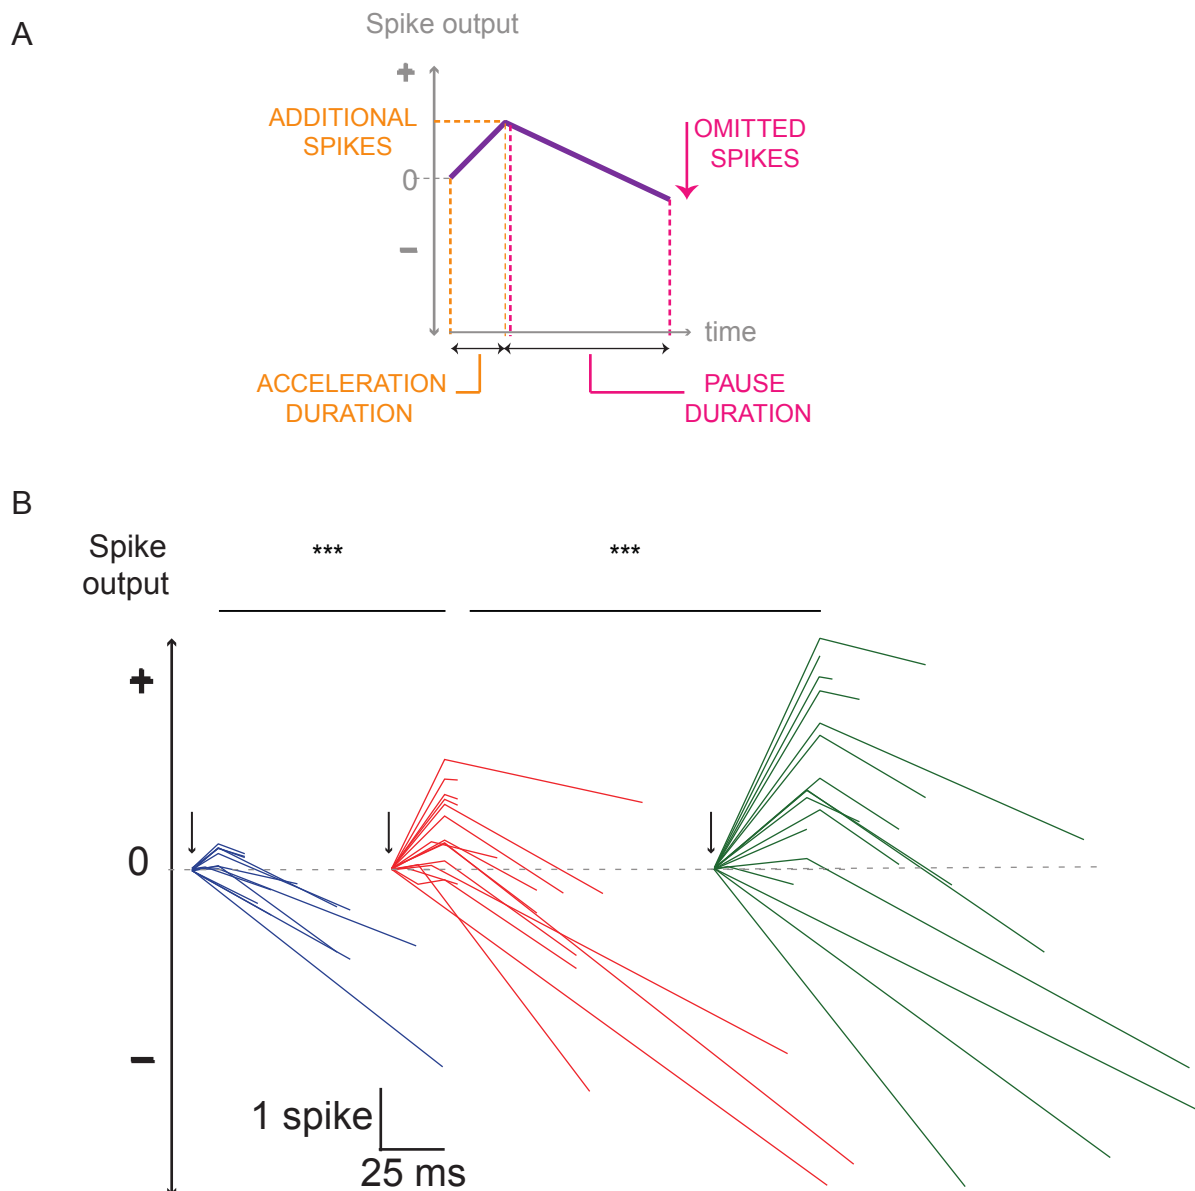 A
Spike output
+
ADDITIONAL
SPIKES
OMITTED
SPIKES
0
–
time
ACCELERATION
DURATION
PAUSE
DURATION
B
Spike
output
***
***
+
0
–
1 spike
25 ms